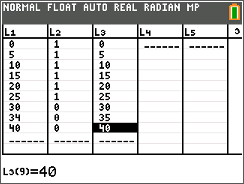 NORMAL FLOAT AUTO REAL RADIAN MP
L1 L2 L3 L4 L5 3
0 1 0 ------ ------
5 1 5
10 1 10
15 1 15
20 1 20
25 1 25
30 0 30
34 0 35
40 0 40
------ ------ ------
L3(9)=40